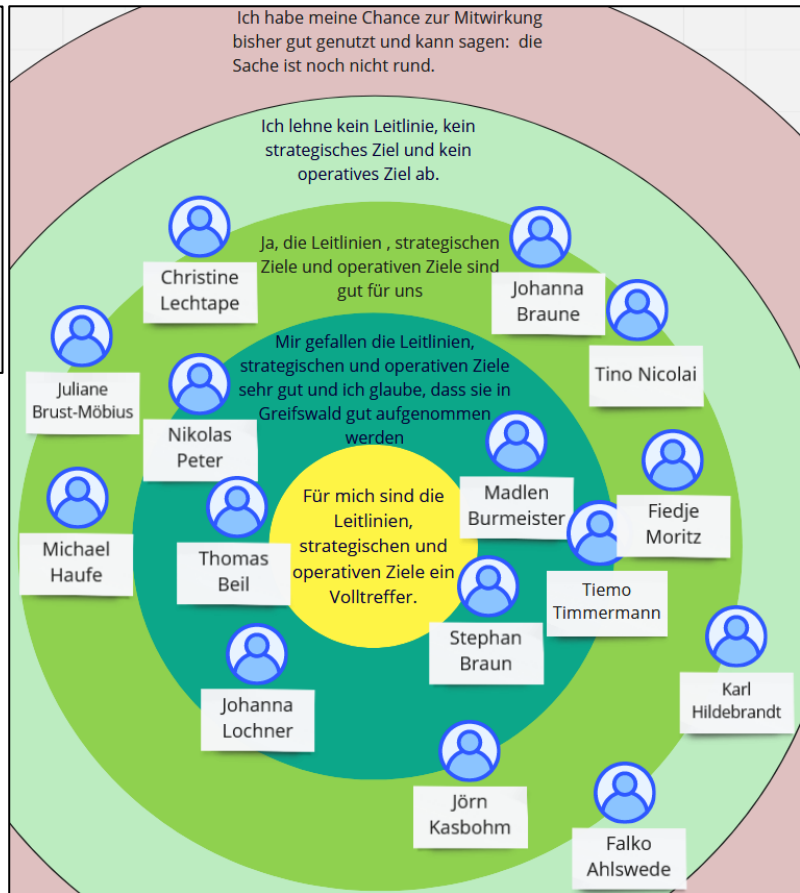 Ich habe meine Chance zur Mitwirkung
bisher gut genutzt und kann sagen: die
Sache ist noch nicht rund.
Ich lehne kein Leitlinie, kein
strategisches Ziel und kein
operatives Ziel ab.
Ja, die Leitlinien , strategischen
Ziele und operativen Ziele sind
gut für uns
Christine
Lechtape
Johanna
Braune
Mir gefallen die Leitlinien,
strategischen und operativen Ziele
sehr gut und ich glaube, dass sie in
Greifswald gut aufgenommen
werden
Tino Nicolai
Juliane
Brust-Möbius
Nikolas
Peter
Für mich sind die
Leitlinien,
strategischen und
operativen Ziele ein
Volltreffer.
Madlen
Burmeister
Fiedje
Moritz
Michael
Haufe
Thomas
Beil
Tiemo
Timmermann
Stephan
Braun
Johanna
Lochner
Karl
Hildebrandt
Jörn
Kasbohm
Falko
Ahlswede